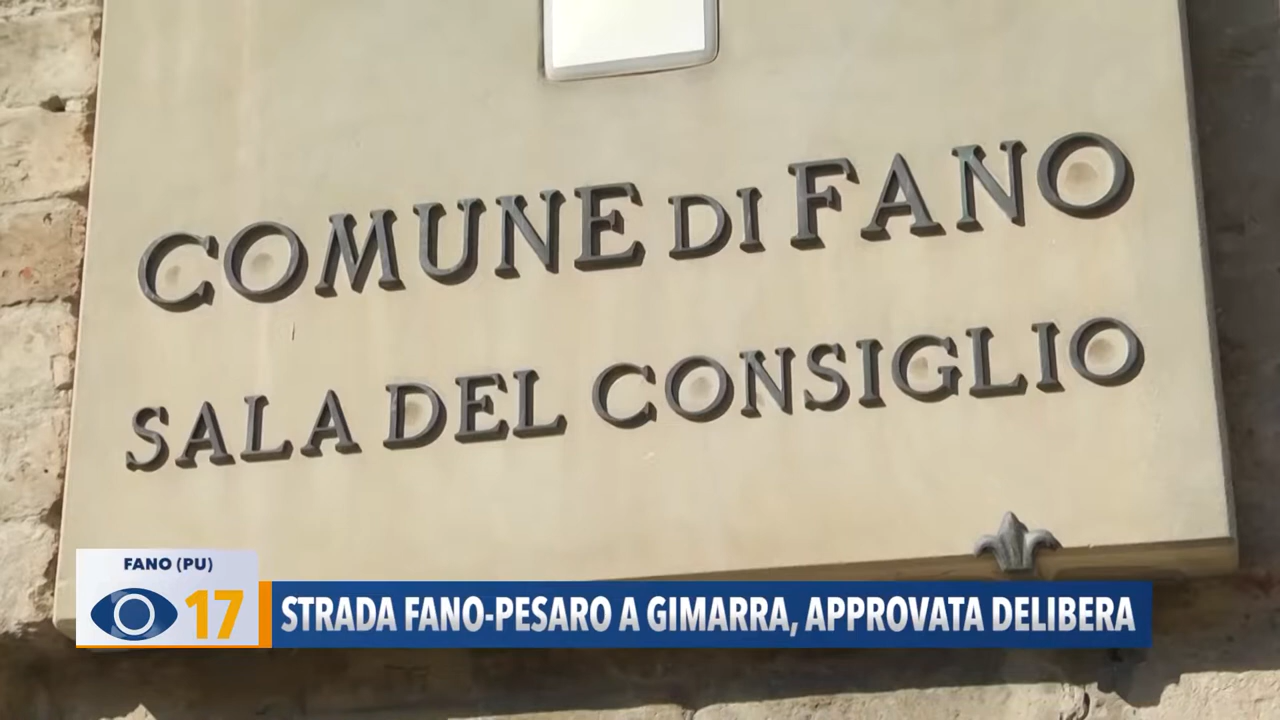 COMUNE DI FANO
SALA DEL CONSIGLIO
FANO (PU)
17
STRADA FANO-PESARO A GIMARRA, APPROVATA DELIBERA